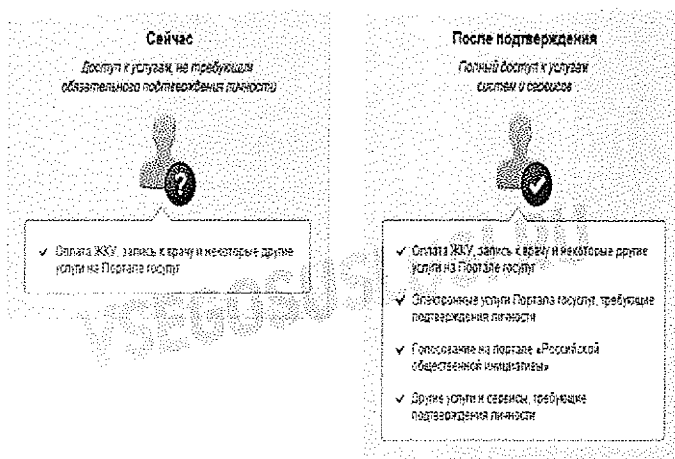 Сейчас
Доступ к услугам, не требующим
обязательного подтверждения личности
✓ Оплата ЖКУ, запись к врачу и некоторые другие
услуги на Портале госулуг
После подтверждения
Полный доступ к услугам
систем и сервисов
✓ Оплата ЖКУ, запись к врачу и некоторые другие
услуги на Портале госулуг
✓ Электронные услуги Портала госуслуг, требующие
подтверждения личности
✓ Голосование на портале «Российской
общественной инициативы»
✓ Другие услуги и сервисы, требующие
подтверждения личности